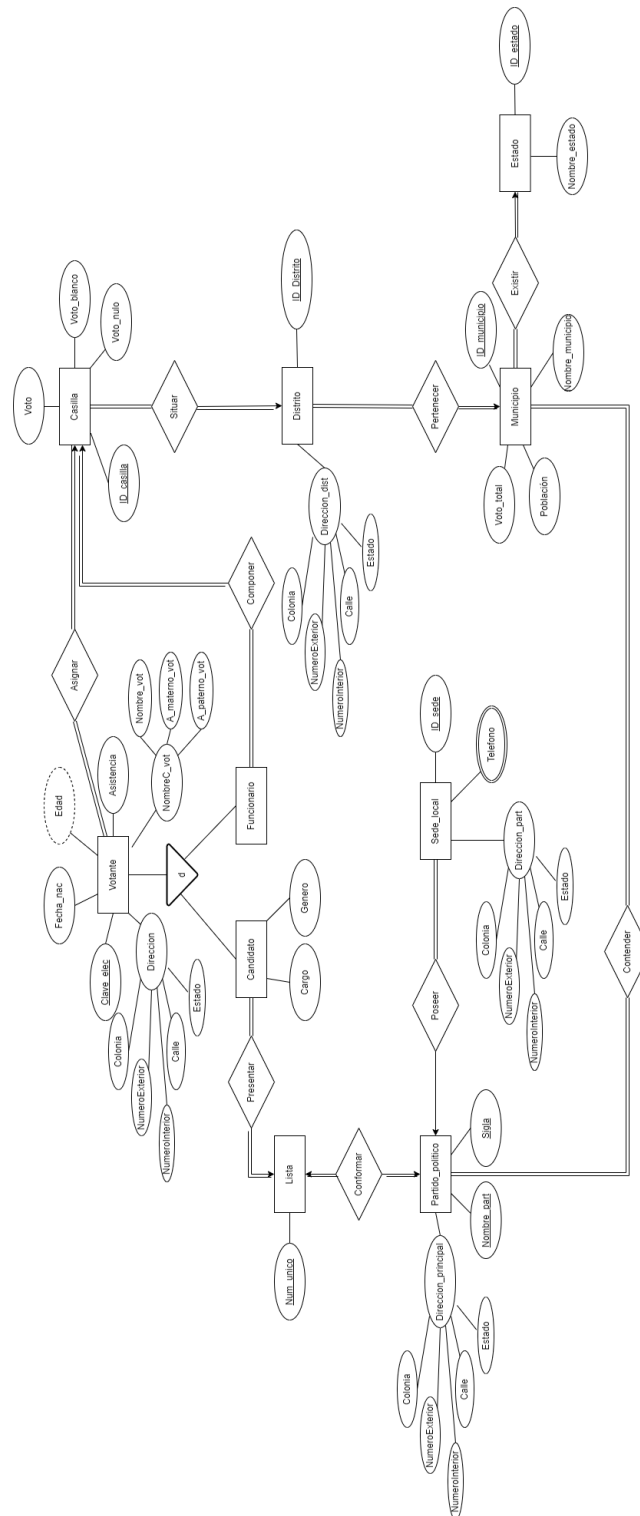 Voto
Voto_blanco
Voto_nulo
Casilla
ID_casilla
Situar
ID_Distrito
Distrito
Direccion_dist
Colonia
NumeroExterior
NumeroInterior
Calle
Estado
Pertenecer
ID_municipio
Municipio
Nombre_municipio
Voto_total
Población
Existir
Estado
ID_estado
Nombre_estado
Asignar
Componer
Edad
Fecha_nac
Asistencia
Votante
Clave_elec
NombreC_vot
Nombre_vot
A_materno_vot
A_paterno_vot
Direccion
Colonia
NumeroExterior
NumeroInterior
Calle
Estado
d
Funcionario
Candidato
Genero
Cargo
Presentar
Lista
Num_unico
Conformar
Partido_político
Sigla
Nombre_part
Direccion_principal
Colonia
NumeroExterior
NumeroInterior
Calle
Estado
Poseer
Sede_local
ID_sede
Telefono
Direccion_part
Colonia
NumeroExterior
NumeroInterior
Calle
Estado
Contender